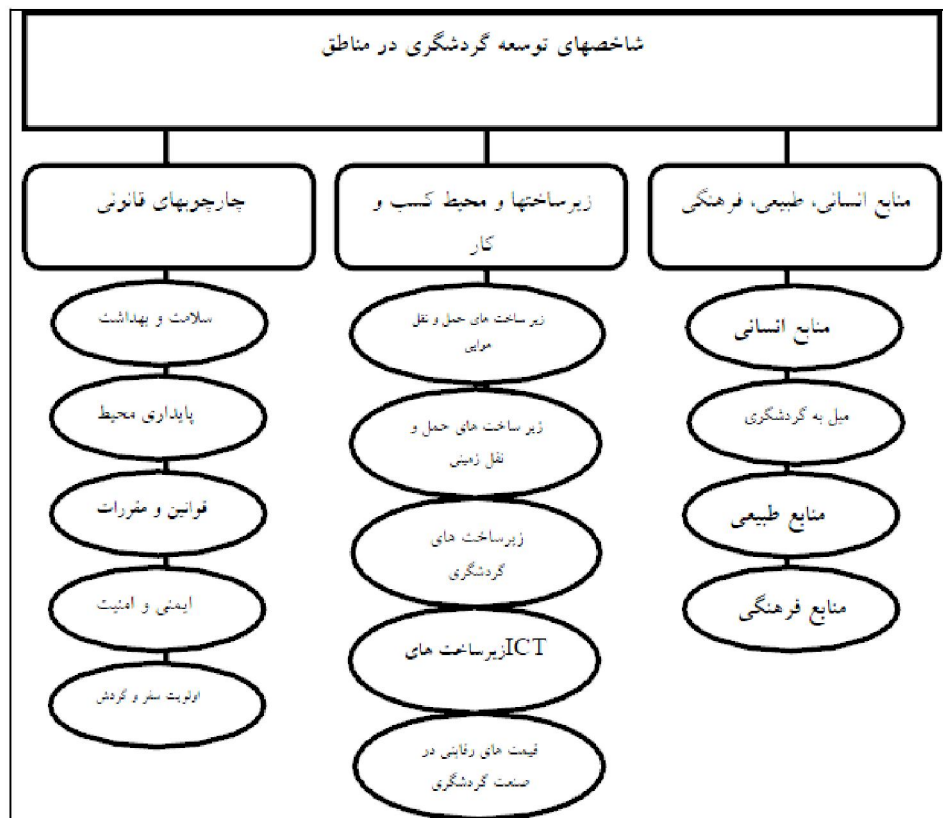 شاخصهای توسعه گردشگری در مناطق
منابع انسانی، طبیعی، فرهنگی
منابع انسانی
میل به گردشگری
منابع طبیعی
منابع فرهنگی
زیرساختها و محیط کسب و
کار
زیر ساخت های حمل و نقل
هوایی
زیر ساخت های حمل و
نقل زمینی
زیرساخت های
گردشگری
زیرساخت های ICT
قیمت های رقابتی در
صنعت گردشگری
چارچوبهای قانونی
سلامت و بهداشت
پایداری محیط
قوانین و مقررات
ایمنی و امنیت
اولویت سفر و گردش